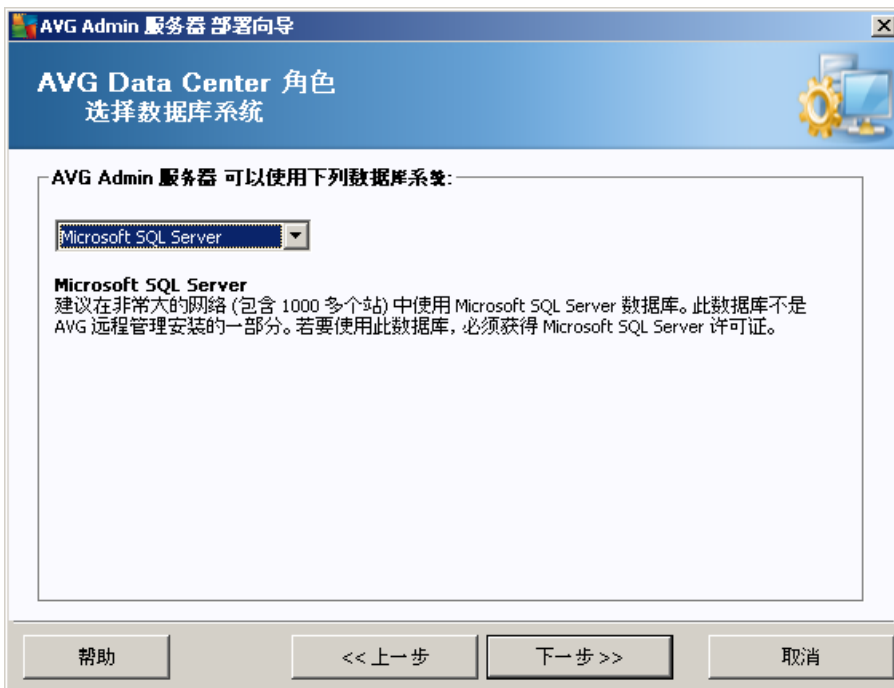 AVG Admin 服务器 部署向导
AVG Data Center 角色
选择数据库系统
AVG Admin 服务器 可以使用下列数据库系统:
Microsoft SQL Server
Microsoft SQL Server
建议在非常大的网络 (包含 1000 多个站) 中使用 Microsoft SQL Server 数据库。此数据库不是
AVG 远程管理安装的一部分。若要使用此数据库, 必须获得 Microsoft SQL Server 许可证。
帮助
<< 上一步
下一步 >>
取消